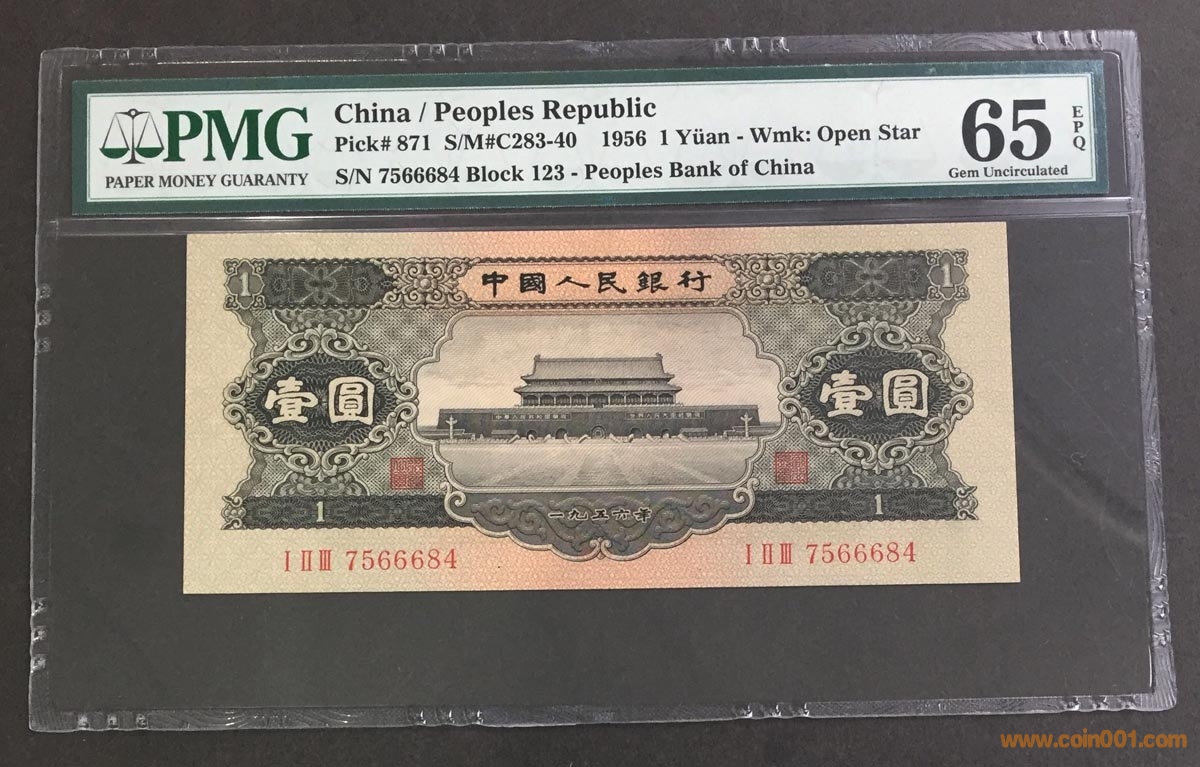 PMG
PAPER MONEY GUARANTY
China / Peoples Republic
Pick# 871 S/M#C283-40 1956 1 Yüan - Wmk: Open Star
S/N 7566684 Block 123 - Peoples Bank of China
65
EPQ
Gem Uncirculated
1
中國人民銀行
1
壹圓
壹圓
1
一九五六年
1
I II III 7566684
I II III 7566684
www.coin001.com